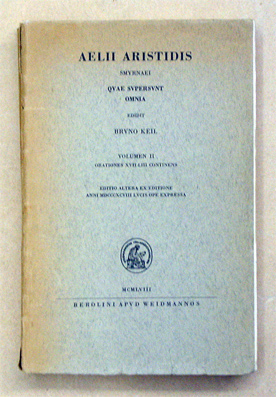 AELII ARISTIDIS
SMYRNAEI
QVAE SVPERSVNT
OMNIA
EDIDIT
BRVNO KEIL
VOLUMEN II
ORATIONES XVII-LIII CONTINENS
EDITIO ALTERA EX EDITIONE
ANNI MDCCCXCVIII LVCIS OPE EXPRESSA
MCMLVIII
BEROLINI APVD WEIDMANNOS